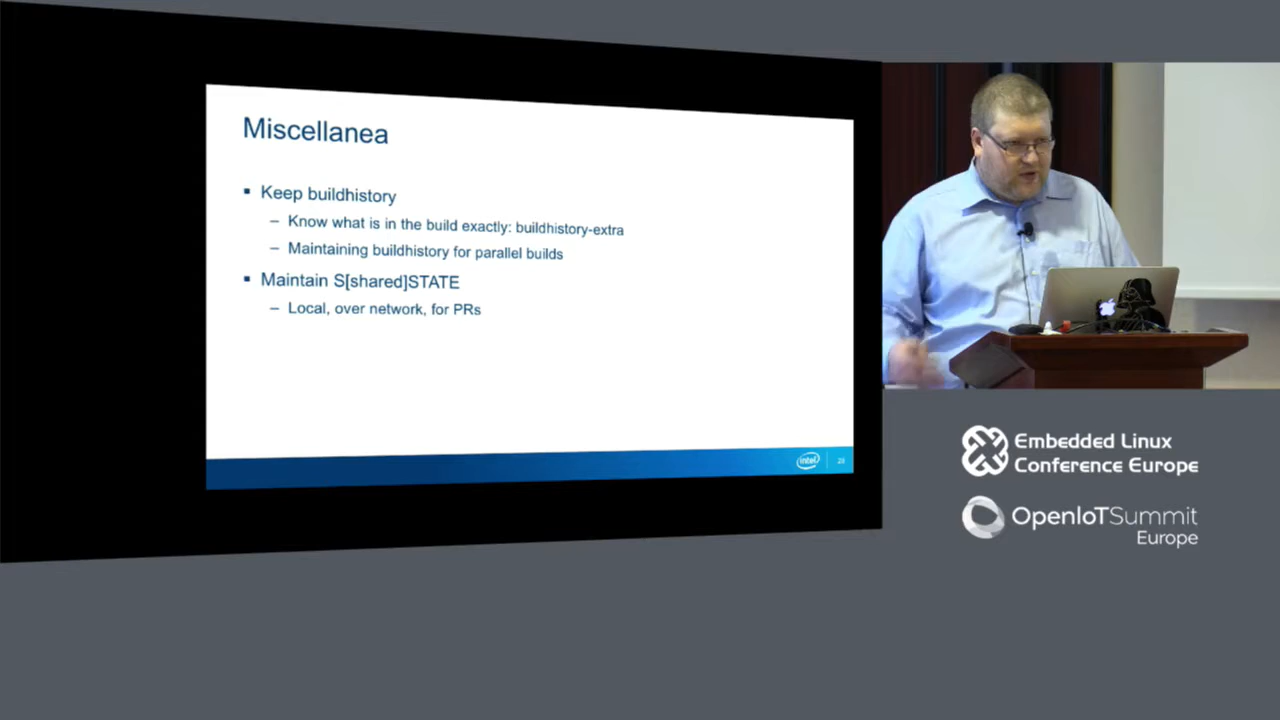 Miscellanea
▪ Keep buildhistory
– Know what is in the build exactly: buildhistory-extra
– Maintaining buildhistory for parallel builds
▪ Maintain S[shared]STATE
– Local, over network, for PRs
intel
Embedded Linux
Conference Europe
OpenIoTSummit
Europe